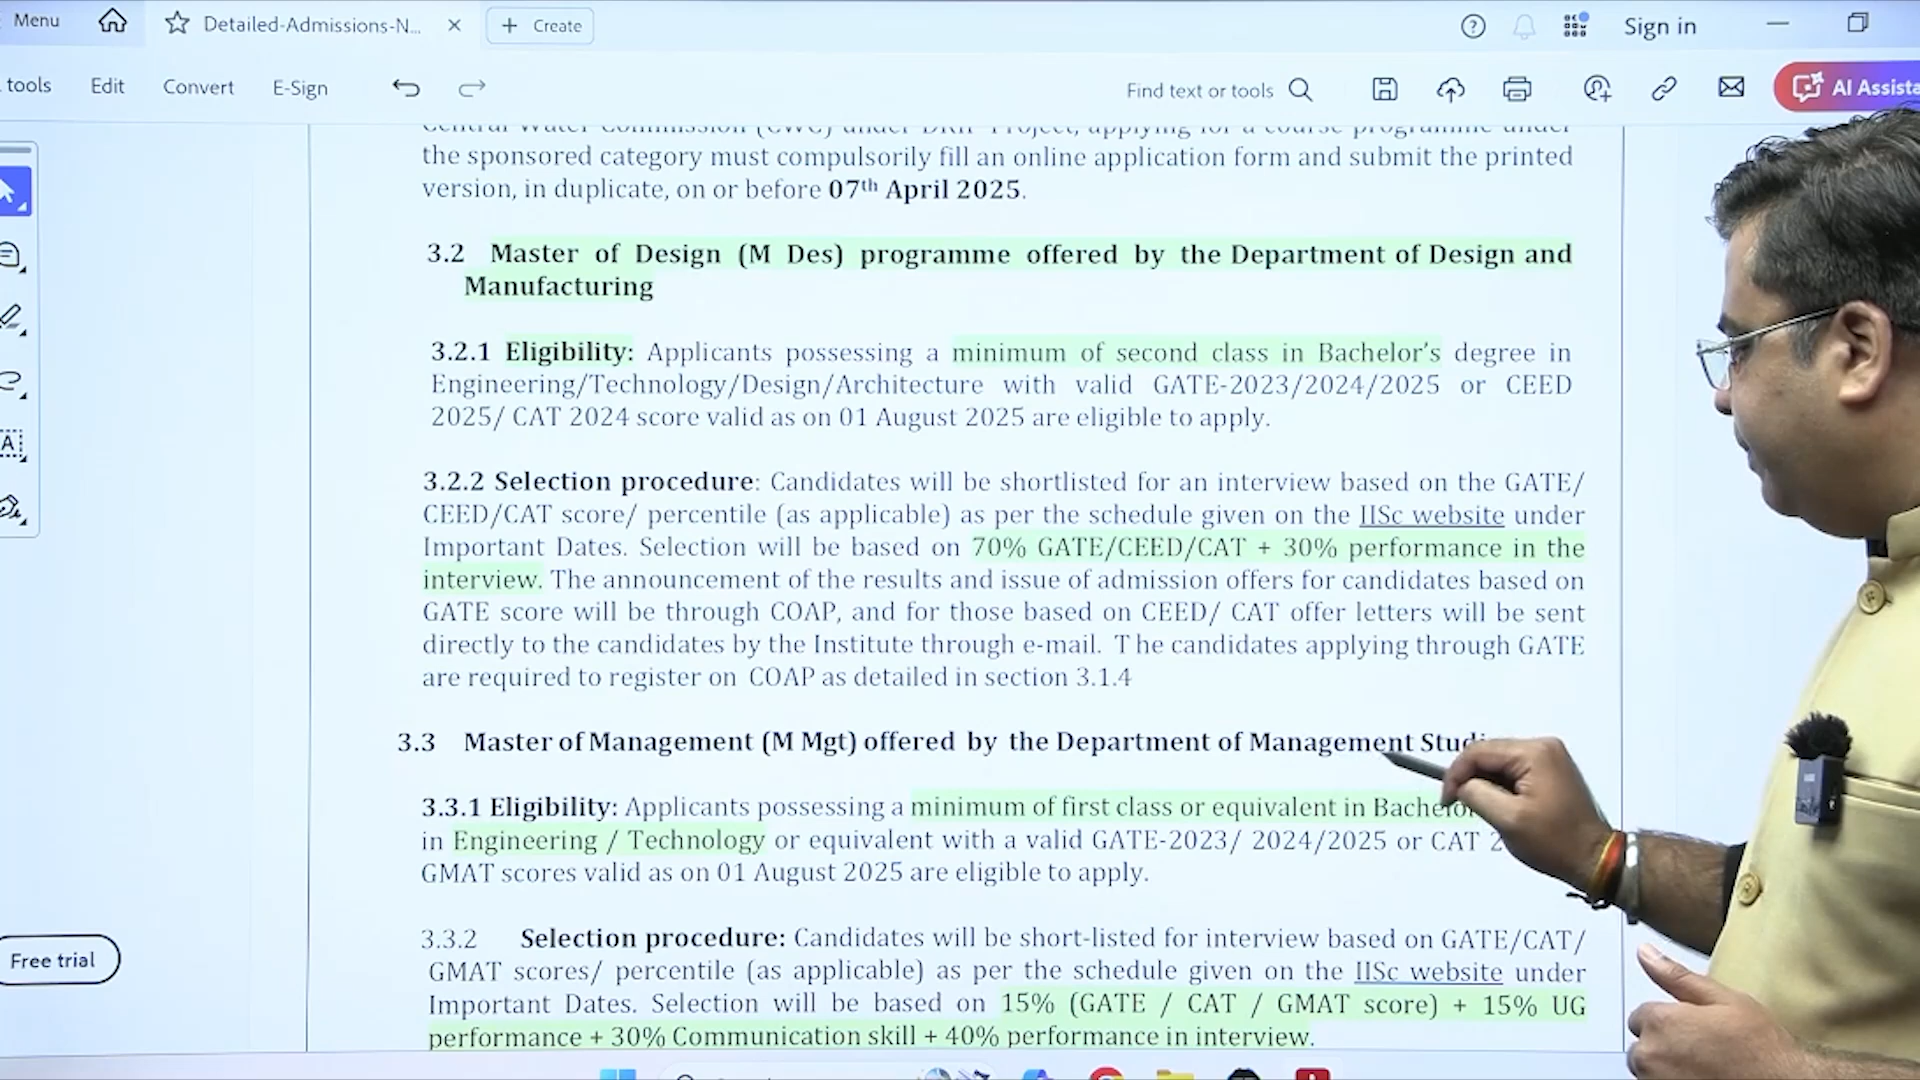 Menu
Detailed-Admissions-N...
Create
Sign in
tools
Edit
Convert
E-Sign
Find text or tools
AI Assista
Central Water Commission (CWC) under DRIP Project, applying for a course programme under
the sponsored category must compulsorily fill an online application form and submit the printed
version, in duplicate, on or before 07th April 2025.
3.2 Master of Design (M Des) programme offered by the Department of Design and
Manufacturing
3.2.1 Eligibility: Applicants possessing a minimum of second class in Bachelor's degree in
Engineering/Technology/Design/Architecture with valid GATE-2023/2024/2025 or CEED
2025/ CAT 2024 score valid as on 01 August 2025 are eligible to apply.
3.2.2 Selection procedure: Candidates will be shortlisted for an interview based on the GATE/
CEED/CAT score/ percentile (as applicable) as per the schedule given on the IISc website under
Important Dates. Selection will be based on 70% GATE/CEED/CAT + 30% performance in the
interview. The announcement of the results and issue of admission offers for candidates based on
GATE score will be through COAP, and for those based on CEED/ CAT offer letters will be sent
directly to the candidates by the Institute through e-mail. The candidates applying through GATE
are required to register on COAP as detailed in section 3.1.4
3.3 Master of Management (M Mgt) offered by the Department of Management
3.3.1 Eligibility: Applicants possessing a minimum of first class or equivalent in
in Engineering / Technology or equivalent with a valid GATE-2023/ 2024/2025 or CAT
GMAT scores valid as on 01 August 2025 are eligible to apply.
3.3.2 Selection procedure: Candidates will be short-listed for interview based on GATE/CAT/
GMAT scores/ percentile (as applicable) as per the schedule given on the IISc website under
Important Dates. Selection will be based on 15% (GATE / CAT / GMAT score) + 15% UG
performance + 30% Communication skill + 40% performance in interview.
Free trial